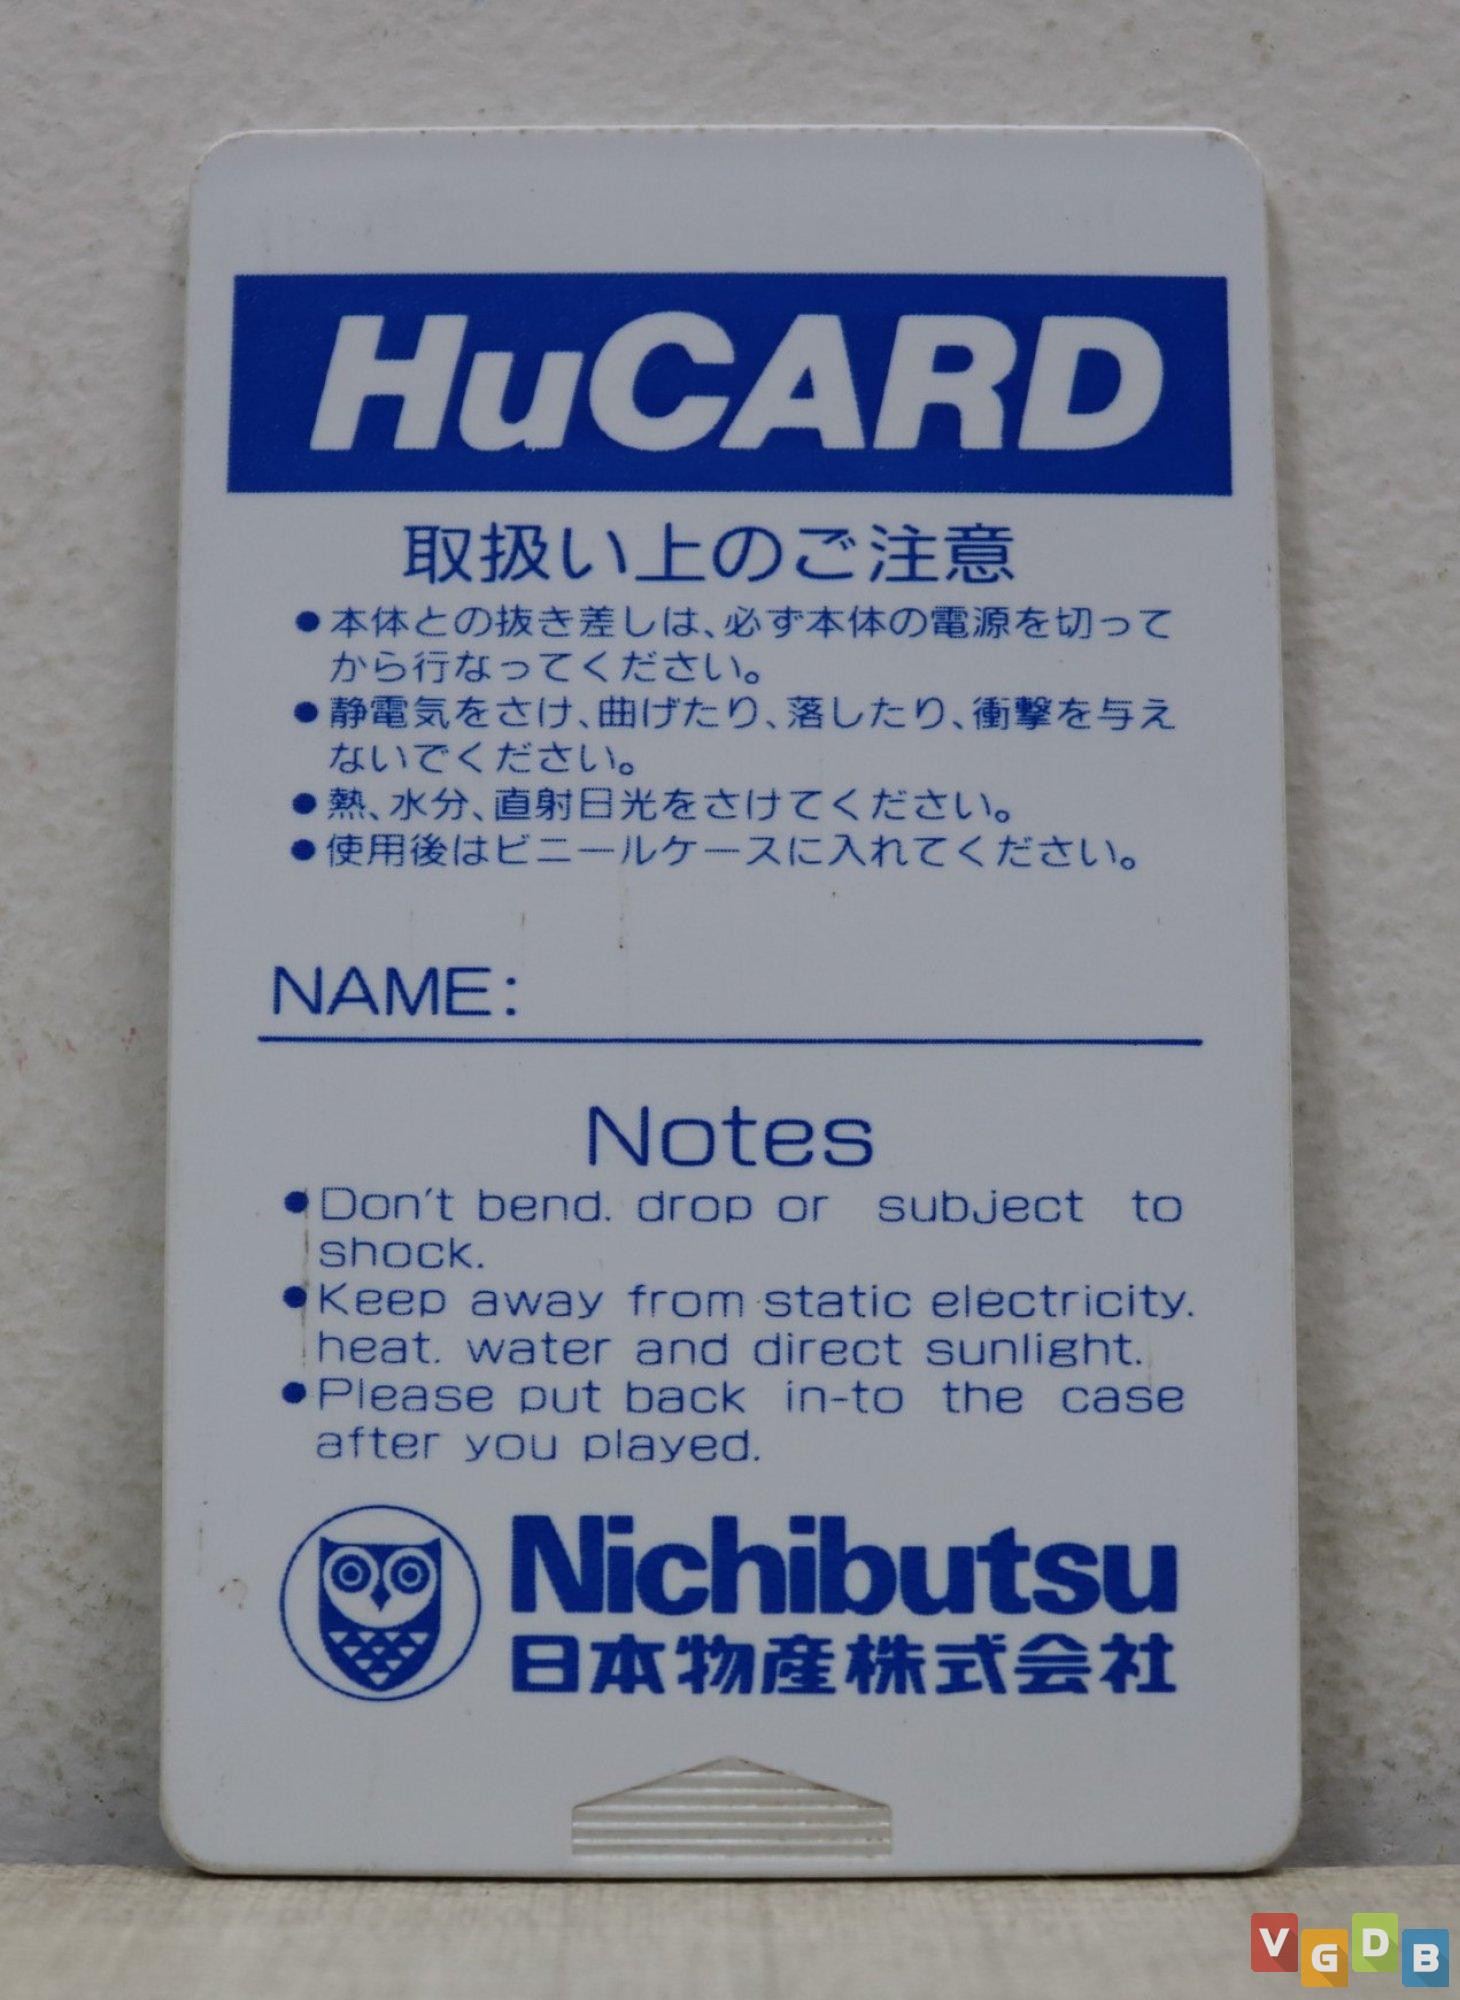 HuCARD
取扱い上のご注意
●本体との抜き差しは、必ず本体の電源を切って
から行なってください。
●静電気をさけ、曲げたり、落したり、衝撃を与え
ないでください。
●熱、水分、直射日光をさけてください。
●使用後はビニールケースに入れてください。
NAME:
Notes
●Don't bend. drop or subject to
shock.
●Keep away from static electricity.
heat. water and direct sunlight.
●Please put back in-to the case
after you played.
Nichibutsu
日本物産株式会社
VGDB